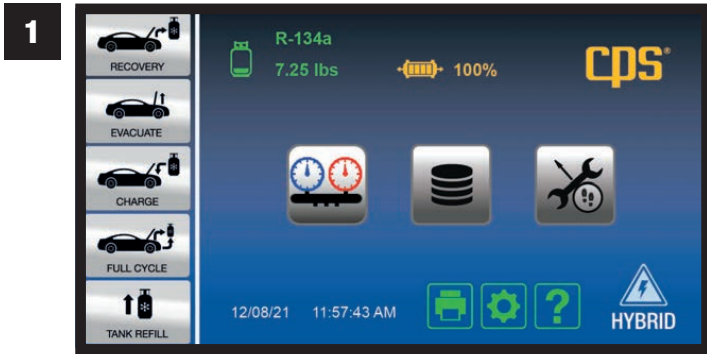 1
RECOVERY
EVACUATE
CHARGE
FULL CYCLE
TANK REFILL
R-134a
7.25 lbs
100%
cps®
12/08/21 11:57:43 AM
?
HYBRID